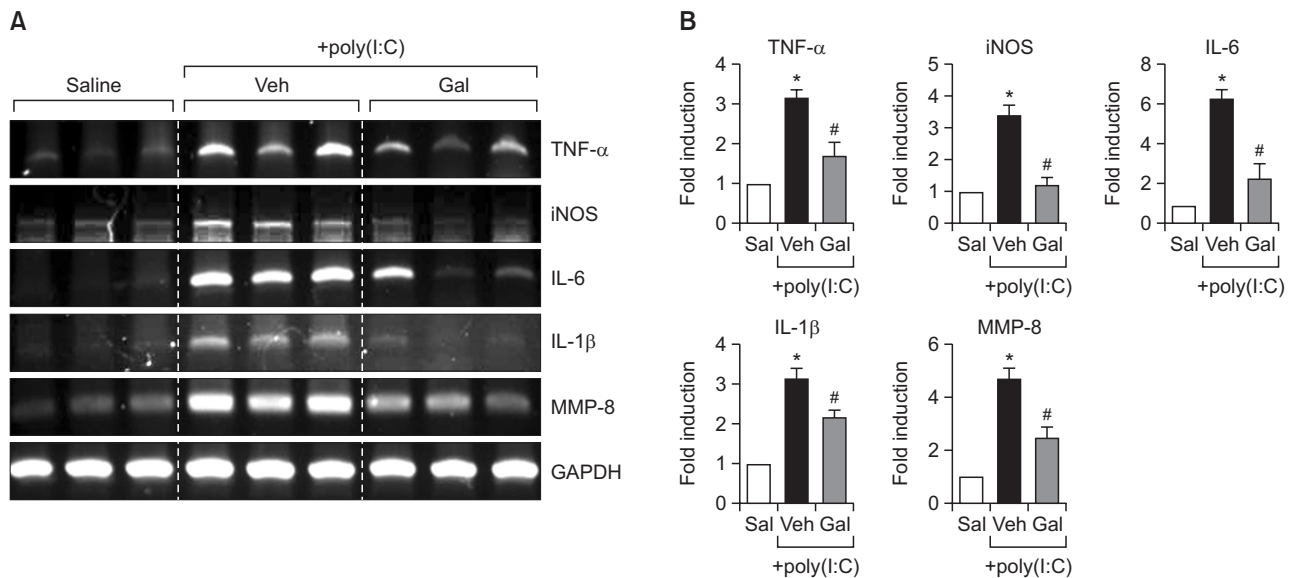 A
+poly(I:C)
Saline Veh Gal
TNF-α
iNOS
IL-6
IL-1β
MMP-8
GAPDH
B
TNF-α
Fold induction
4
3
2
1
0
*
#
Sal Veh Gal
+poly(I:C)
iNOS
Fold induction
5
4
3
2
1
0
*
#
Sal Veh Gal
+poly(I:C)
IL-6
Fold induction
8
6
4
2
0
*
#
Sal Veh Gal
+poly(I:C)
IL-1β
Fold induction
4
3
2
1
0
*
#
Sal Veh Gal
+poly(I:C)
MMP-8
Fold induction
6
4
2
0
*
#
Sal Veh Gal
+poly(I:C)